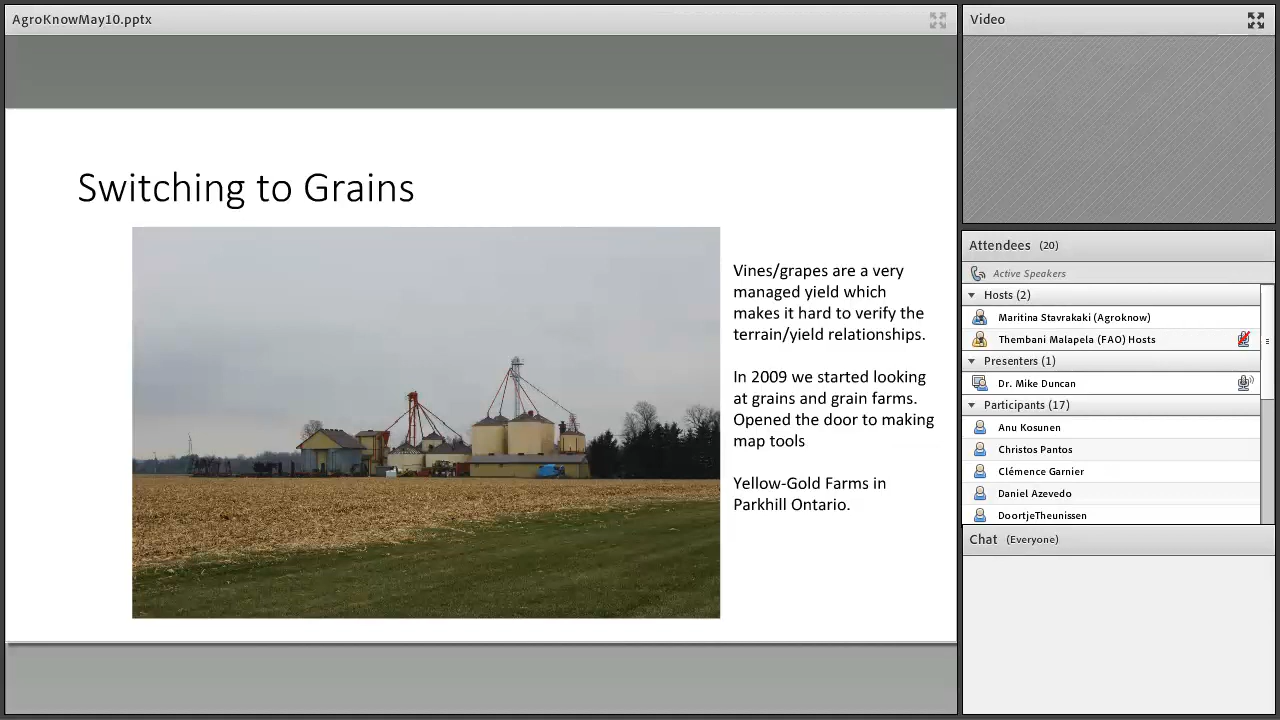 AgroKnowMay10.pptx
Switching to Grains
Vines/grapes are a very
managed yield which
makes it hard to verify the
terrain/yield relationships.
In 2009 we started looking
at grains and grain farms.
Opened the door to making
map tools
Yellow-Gold Farms in
Parkhill Ontario.
Video
Attendees (20)
Active Speakers
Hosts (2)
Maritina Stavrakaki (Agroknow)
Thembani Malapela (FAO) Hosts
Presenters (1)
Dr. Mike Duncan
Participants (17)
Anu Kosunen
Christos Pantos
Clémence Garnier
Daniel Azevedo
DoortjeTheunissen
Chat (Everyone)